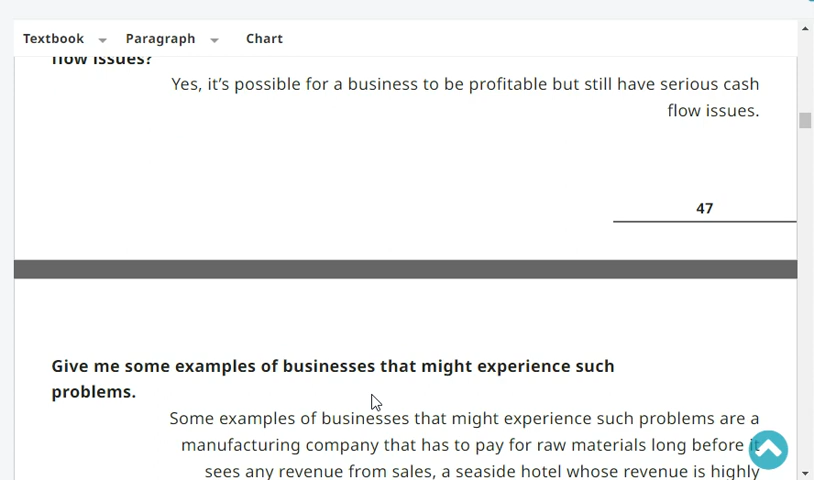 Textbook Paragraph Chart
flow issues?
Yes, it's possible for a business to be profitable but still have serious cash
flow issues.
47
Give me some examples of businesses that might experience such
problems.
Some examples of businesses that might experience such problems are a
manufacturing company that has to pay for raw materials long before it
sees any revenue from sales, a seaside hotel whose revenue is highly